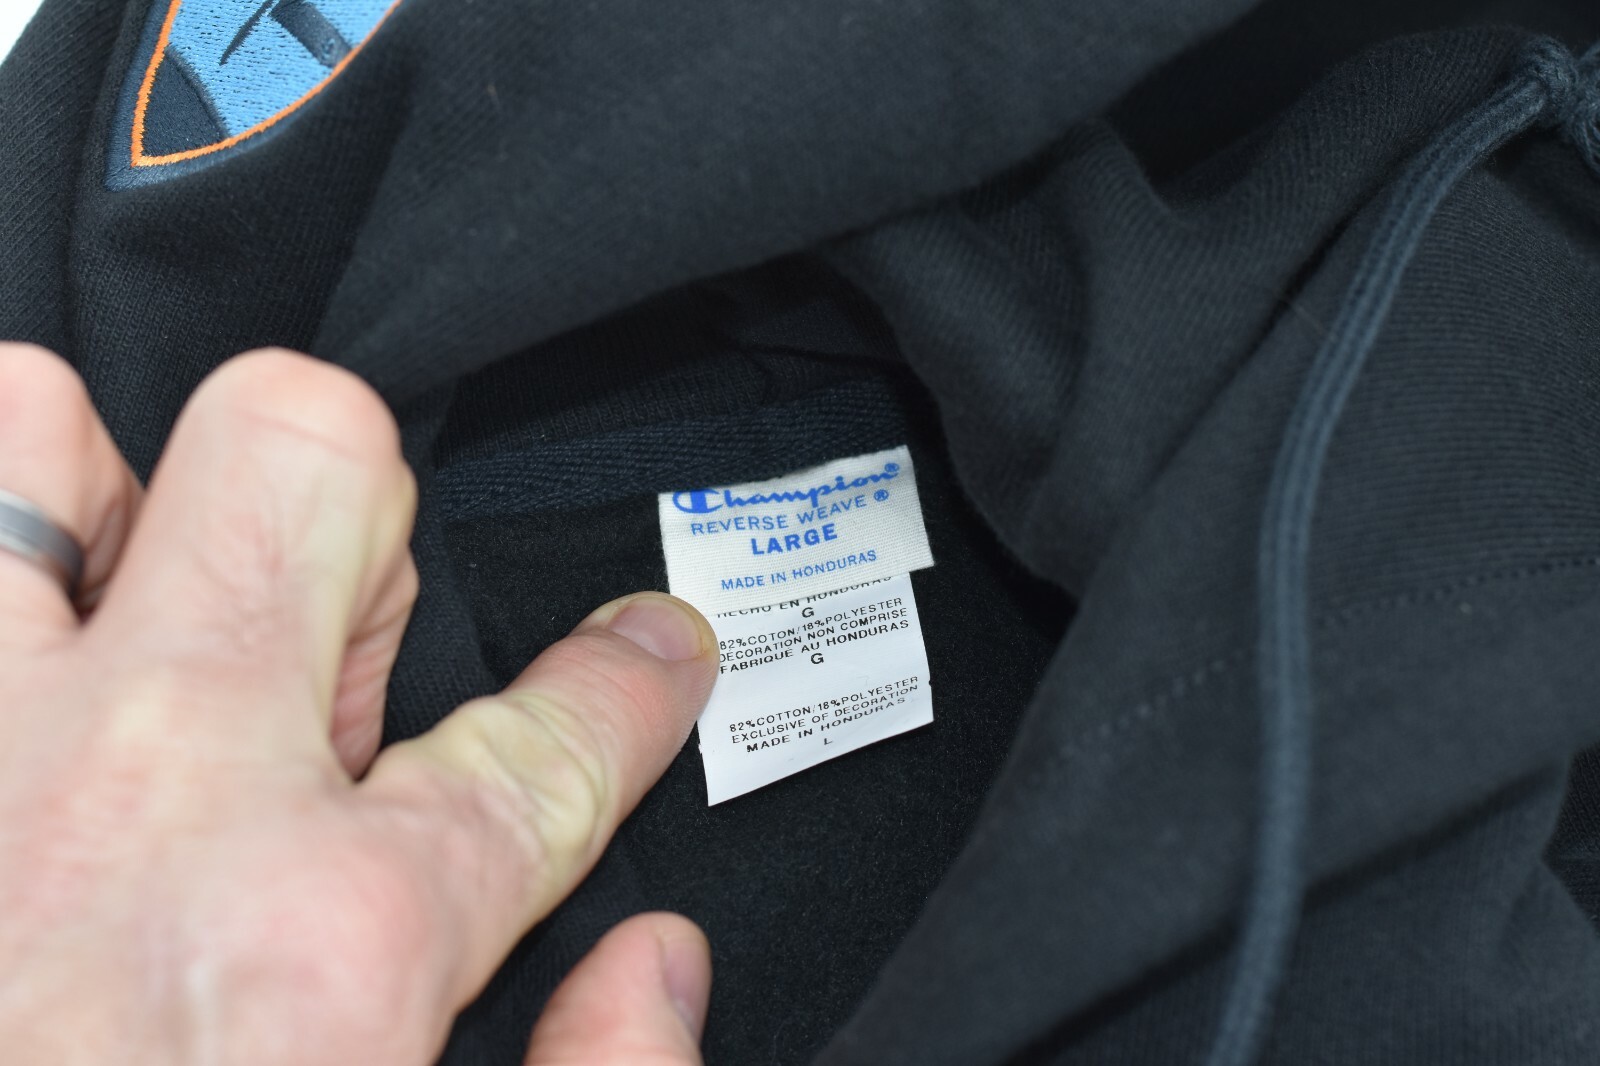 Champion®
REVERSE WEAVE ®
LARGE
MADE IN HONDURAS
HECHO EN HONDURAS
G
82%COTON/18%POLYESTER
DECORATION NON COMPRISE
FABRIQUE AU HONDURAS
G
82%COTTON/18%POLYESTER
EXCLUSIVE OF DECORATION
MADE IN HONDURAS
L